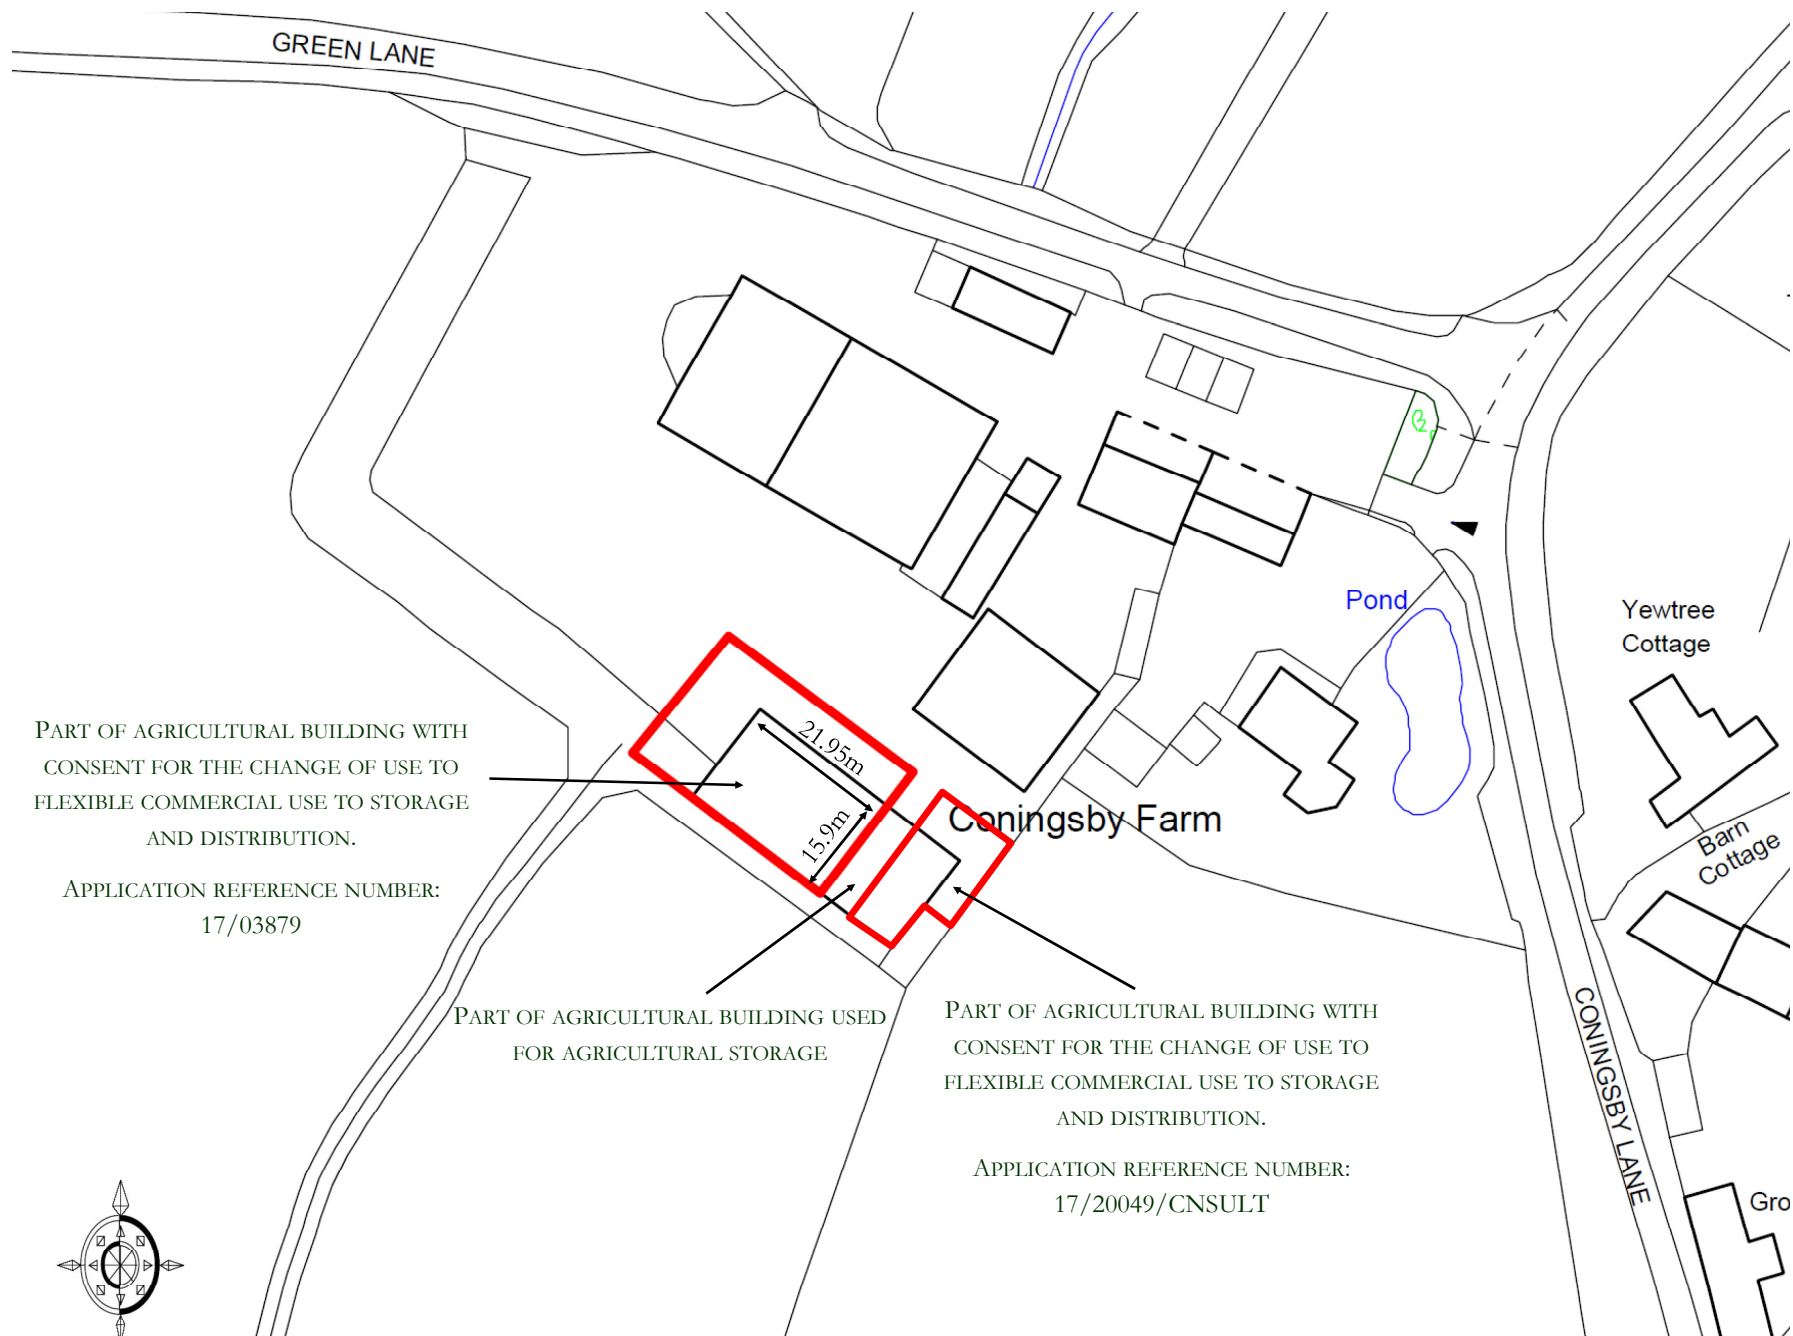 GREEN LANE
Pond
Yewtree
Cottage
PART OF AGRICULTURAL BUILDING WITH
CONSENT FOR THE CHANGE OF USE TO
FLEXIBLE COMMERCIAL USE TO STORAGE
AND DISTRIBUTION.
APPLICATION REFERENCE NUMBER:
17/03879
21.95m
15.9m
Coningsby Farm
Barn
Cottage
PART OF AGRICULTURAL BUILDING USED
FOR AGRICULTURAL STORAGE
PART OF AGRICULTURAL BUILDING WITH
CONSENT FOR THE CHANGE OF USE TO
FLEXIBLE COMMERCIAL USE TO STORAGE
AND DISTRIBUTION.
APPLICATION REFERENCE NUMBER:
17/20049/CNSULT
CONINGSBY LANE
Gro